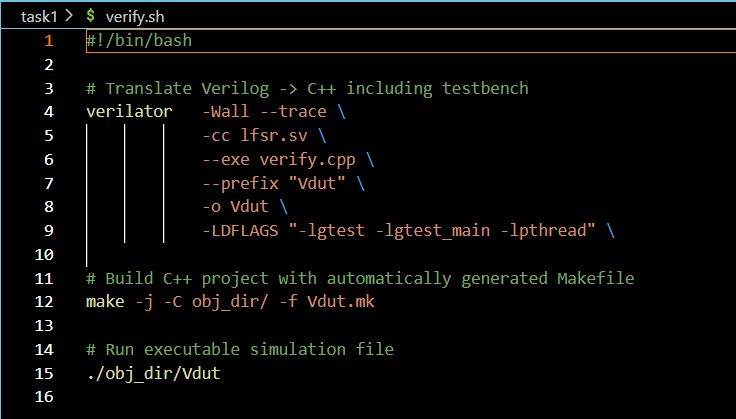 task1 > $ verify.sh
1 #!/bin/bash
2
3 # Translate Verilog -> C++ including testbench
4 verilator   -Wall --trace \
5             -cc lfsr.sv \
6             --exe verify.cpp \
7             --prefix "Vdut" \
8             -o Vdut \
9             -LDFLAGS "-lgtest -lgtest_main -lpthread" \
10
11 # Build C++ project with automatically generated Makefile
12 make -j -C obj_dir/ -f Vdut.mk
13
14 # Run executable simulation file
15 ./obj_dir/Vdut
16